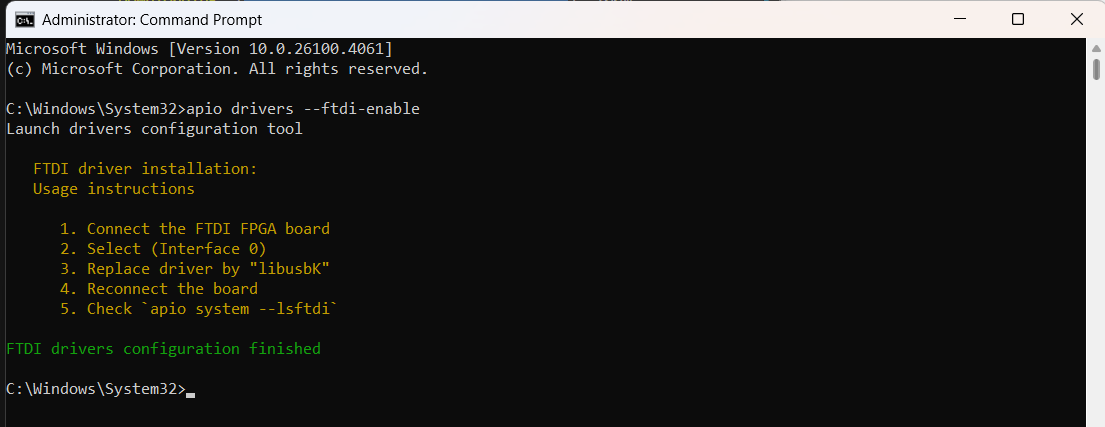 Administrator: Command Prompt
Microsoft Windows [Version 10.0.26100.4061]
(c) Microsoft Corporation. All rights reserved.
C:\Windows\System32>apio drivers --ftdi-enable
Launch drivers configuration tool
FTDI driver installation:
Usage instructions
1. Connect the FTDI FPGA board
2. Select (Interface 0)
3. Replace driver by "libusbK"
4. Reconnect the board
5. Check `apio system --lsftdi`
FTDI drivers configuration finished
C:\Windows\System32>